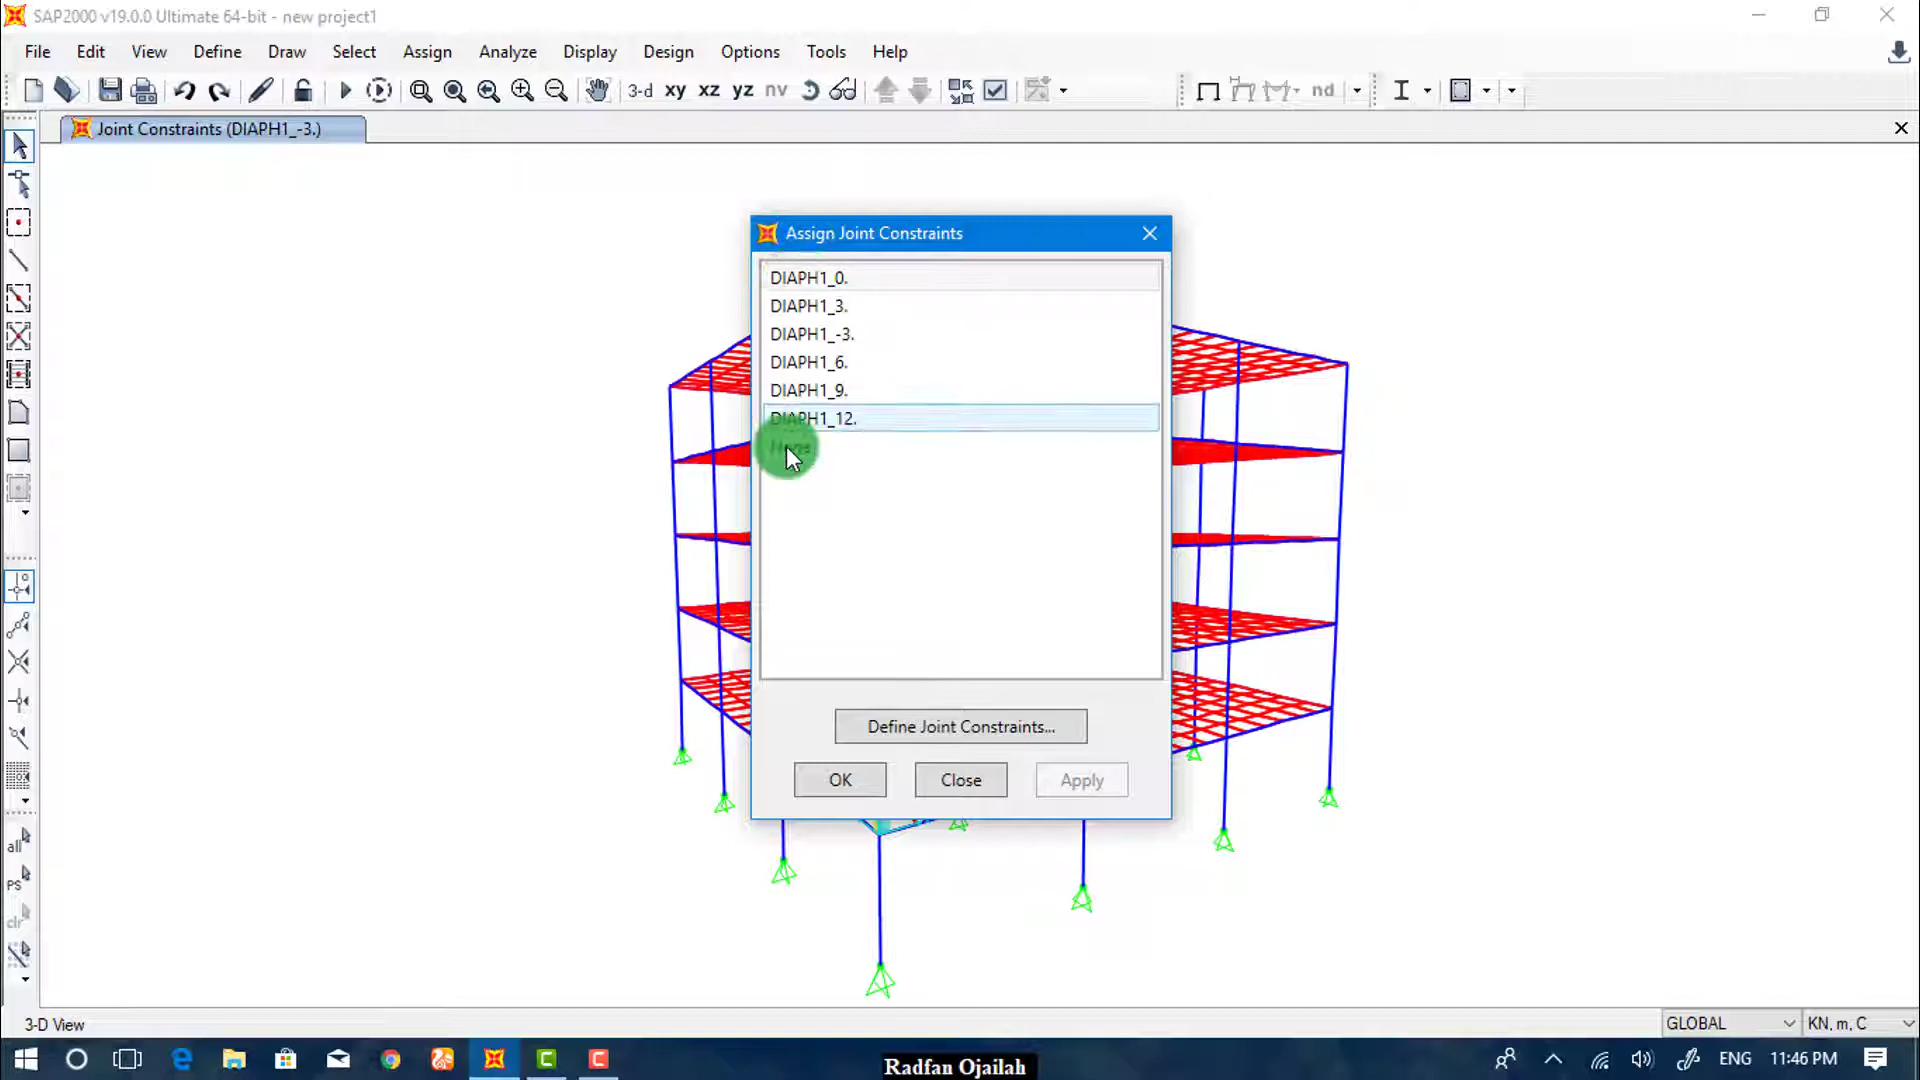 SAP2000 v19.0.0 Ultimate 64-bit - new project1
File Edit View Define Draw Select Assign Analyze Display Design Options Tools Help
3-d xy xz yz nv nd
Joint Constraints (DIAPH1_-3.)
Assign Joint Constraints
DIAPH1_0.
DIAPH1_3.
DIAPH1_-3.
DIAPH1_6.
DIAPH1_9.
DIAPH1_12.
Define Joint Constraints...
OK Close Apply
all
PS
clr
3-D View
GLOBAL
KN, m, C
Radfan Ojailah
ENG
11:46 PM